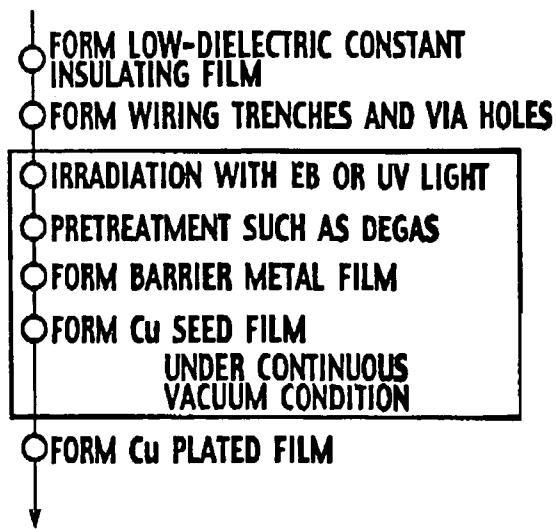 FORM LOW-DIELECTRIC CONSTANT
INSULATING FILM
FORM WIRING TRENCHES AND VIA HOLES
IRRADIATION WITH EB OR UV LIGHT
PRETREATMENT SUCH AS DEGAS
FORM BARRIER METAL FILM
FORM Cu SEED FILM
UNDER CONTINUOUS
VACUUM CONDITION
FORM Cu PLATED FILM